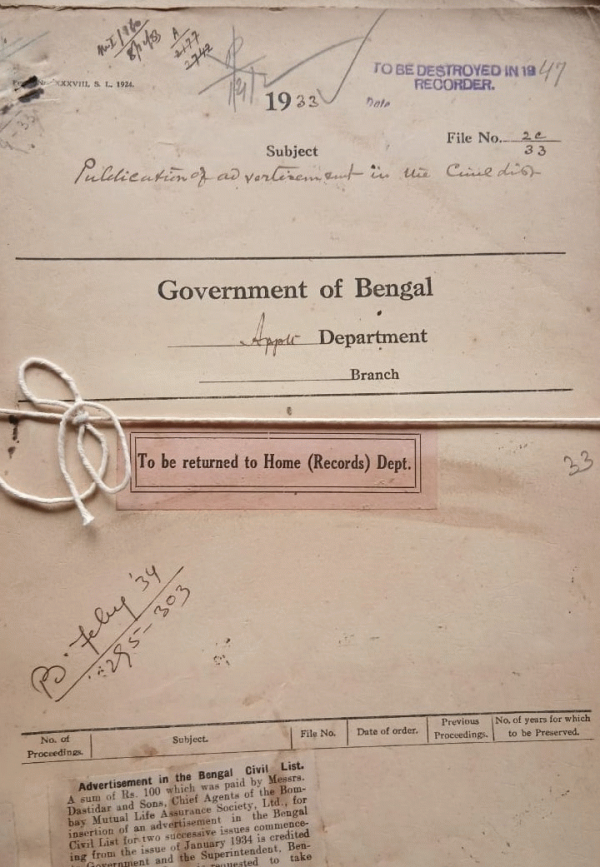 A
2177
2742
XXXVIII, S. L., 1924.
TO BE DESTROYED IN 1947
RECORDER.
Date
1933
File No. 2c/33
Subject
Publication of advertisement in the Civil list
Government of Bengal
Appt Department
Branch
To be returned to Home (Records) Dept.
33
B. Feby '34
295-303
No. of Proceedings. Subject. File No. Date of order. Previous Proceedings. No. of years for which to be Preserved.
Advertisement in the Bengal Civil List.
A sum of Rs. 100 which was paid by Messrs.
Dastidar and Sons, Chief Agents of the Bom-
bay Mutual Life Assurance Society, Ltd., for
insertion of an advertisement in the Bengal
Civil List for two successive issues commenc-
ing from the issue of January 1934 is credited
Government and the Superintendent, Ben-
requested to take